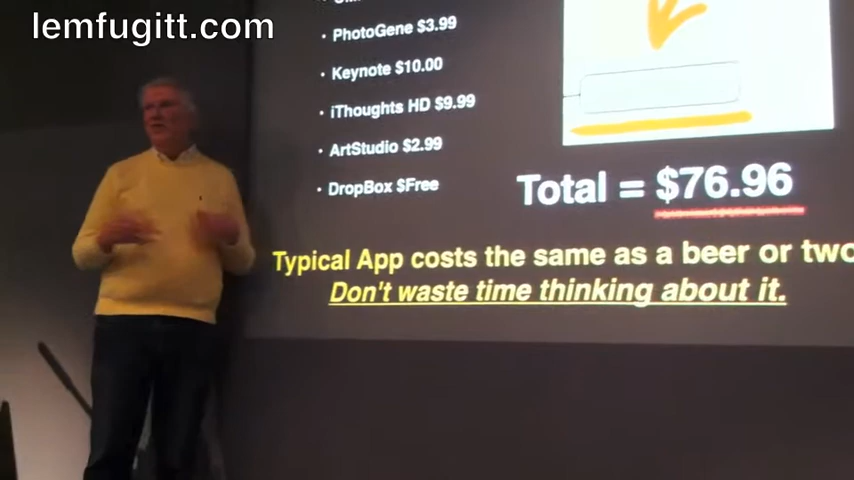 lemfugitt.com
• PhotoGene $3.99
• Keynote $10.00
• iThoughts HD $9.99
• ArtStudio $2.99
• DropBox $Free
Total = $76.96
Typical App costs the same as a beer or two
Don't waste time thinking about it.